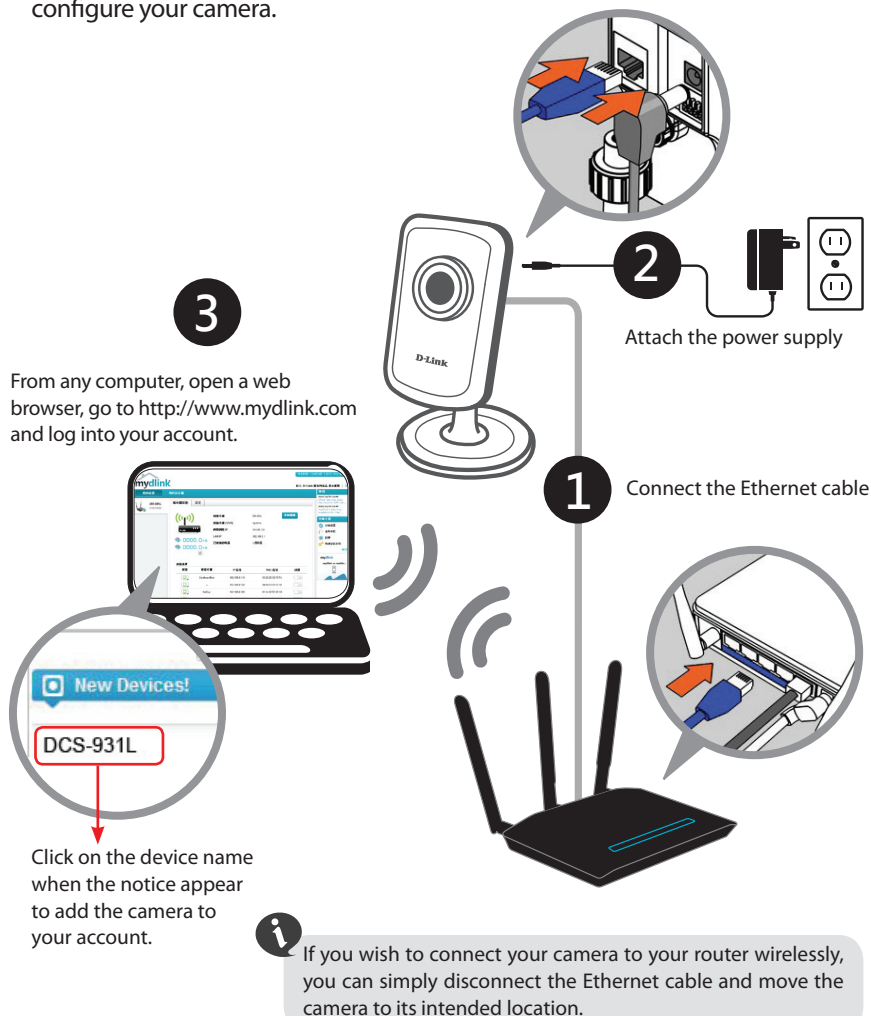 configure your camera.
2
Attach the power supply
3
D-Link
From any computer, open a web
browser, go to http://www.mydlink.com
and log into your account.
1
Connect the Ethernet cable
mydlink
New Devices!
DCS-931L
Click on the device name
when the notice appear
to add the camera to
your account.
i
If you wish to connect your camera to your router wirelessly,
you can simply disconnect the Ethernet cable and move the
camera to its intended location.